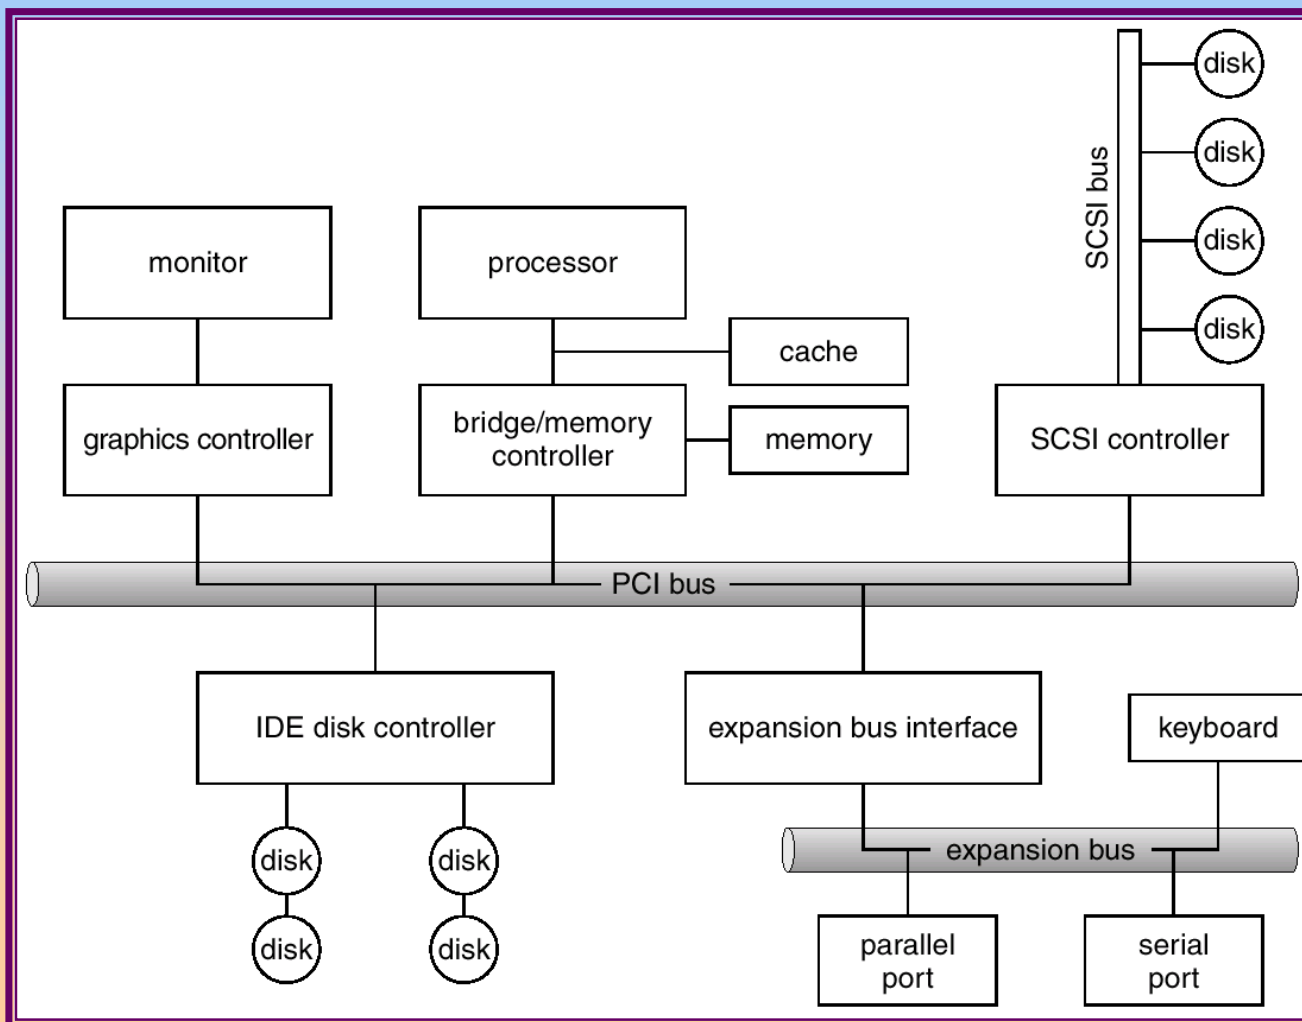 disk
disk
disk
disk
SCSI bus
monitor
processor
cache
graphics controller
bridge/memory
controller
memory
SCSI controller
PCI bus
IDE disk controller
expansion bus interface
keyboard
disk
disk
expansion bus
disk
disk
parallel
port
serial
port